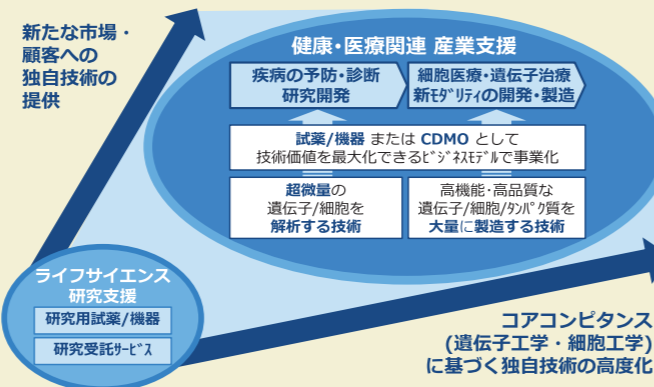 新たな市場・
顧客への
独自技術の
提供
健康・医療関連 産業支援
疾病の予防・診断
研究開発
細胞医療・遺伝子治療
新ﾓﾀﾞﾘﾃｨの開発・製造
試薬/機器 または CDMO として
技術価値を最大化できるﾋﾞｼﾞﾈｽﾓﾃﾞﾙで事業化
超微量の
遺伝子/細胞を
解析する技術
高機能・高品質な
遺伝子/細胞/ﾀﾝﾊﾟｸ質を
大量に製造する技術
ライフサイエンス
研究支援
研究用試薬/機器
研究受託ｻｰﾋﾞｽ
コアコンピタンス
(遺伝子工学・細胞工学)
に基づく独自技術の高度化